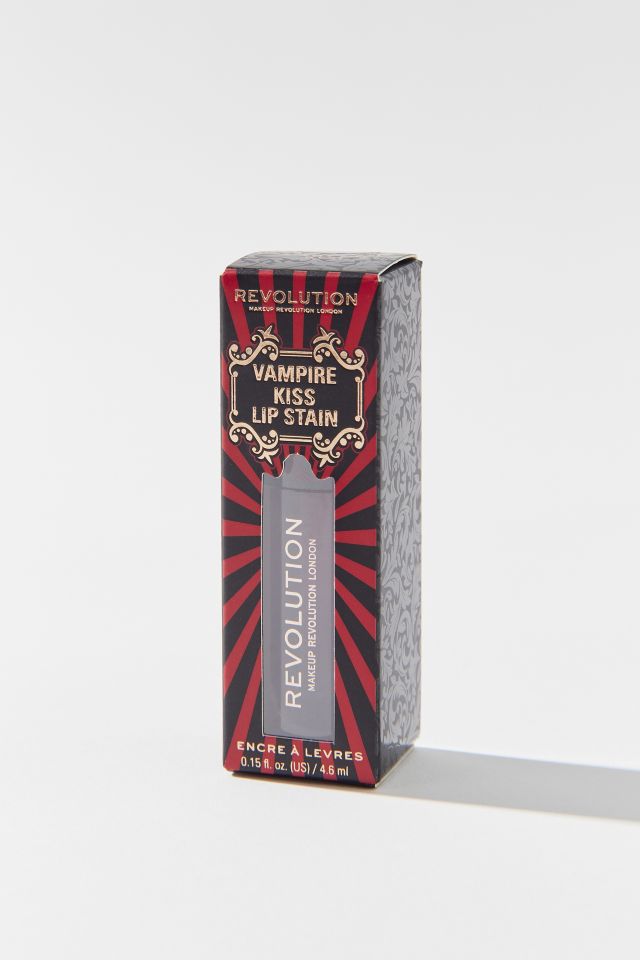 REVOLUTION
MAKEUP REVOLUTION LONDON
VAMPIRE
KISS
LIP STAIN
REVOLUTION
MAKEUP REVOLUTION LONDON
ENCRE À LEVRES
0.15 fl. oz. (US) / 4.6 ml